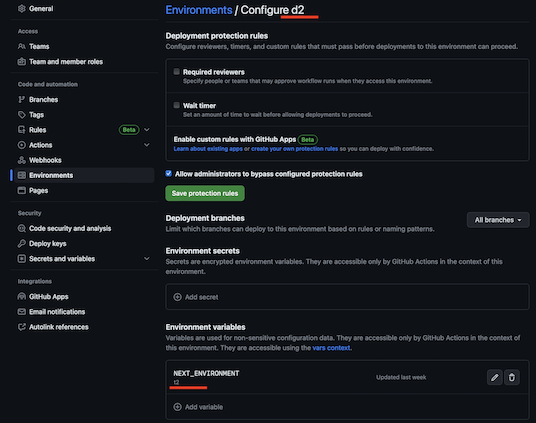 General
Access
Teams
Team and member roles
Code and automation
Branches
Tags
Rules Beta
Actions
Webhooks
Environments
Pages
Security
Code security and analysis
Deploy keys
Secrets and variables
Integrations
GitHub Apps
Email notifications
Autolink references
Environments / Configure d2
Deployment protection rules
Configure reviewers, timers, and custom rules that must pass before deployments to this environment can proceed.
Required reviewers
Specify people or teams that may approve workflow runs when they access this environment.
Wait timer
Set an amount of time to wait before allowing deployments to proceed.
Enable custom rules with GitHub Apps Beta
Learn about existing apps or create your own protection rules so you can deploy with confidence.
Allow administrators to bypass configured protection rules
Save protection rules
Deployment branches
Limit which branches can deploy to this environment based on rules or naming patterns.
All branches
Environment secrets
Secrets are encrypted environment variables. They are accessible only by GitHub Actions in the context of this
environment.
Add secret
Environment variables
Variables are used for non-sensitive configuration data. They are accessible only by GitHub Actions in the context of
this environment. They are accessible using the vars context.
NEXT_ENVIRONMENT
t2
Updated last week
Add variable